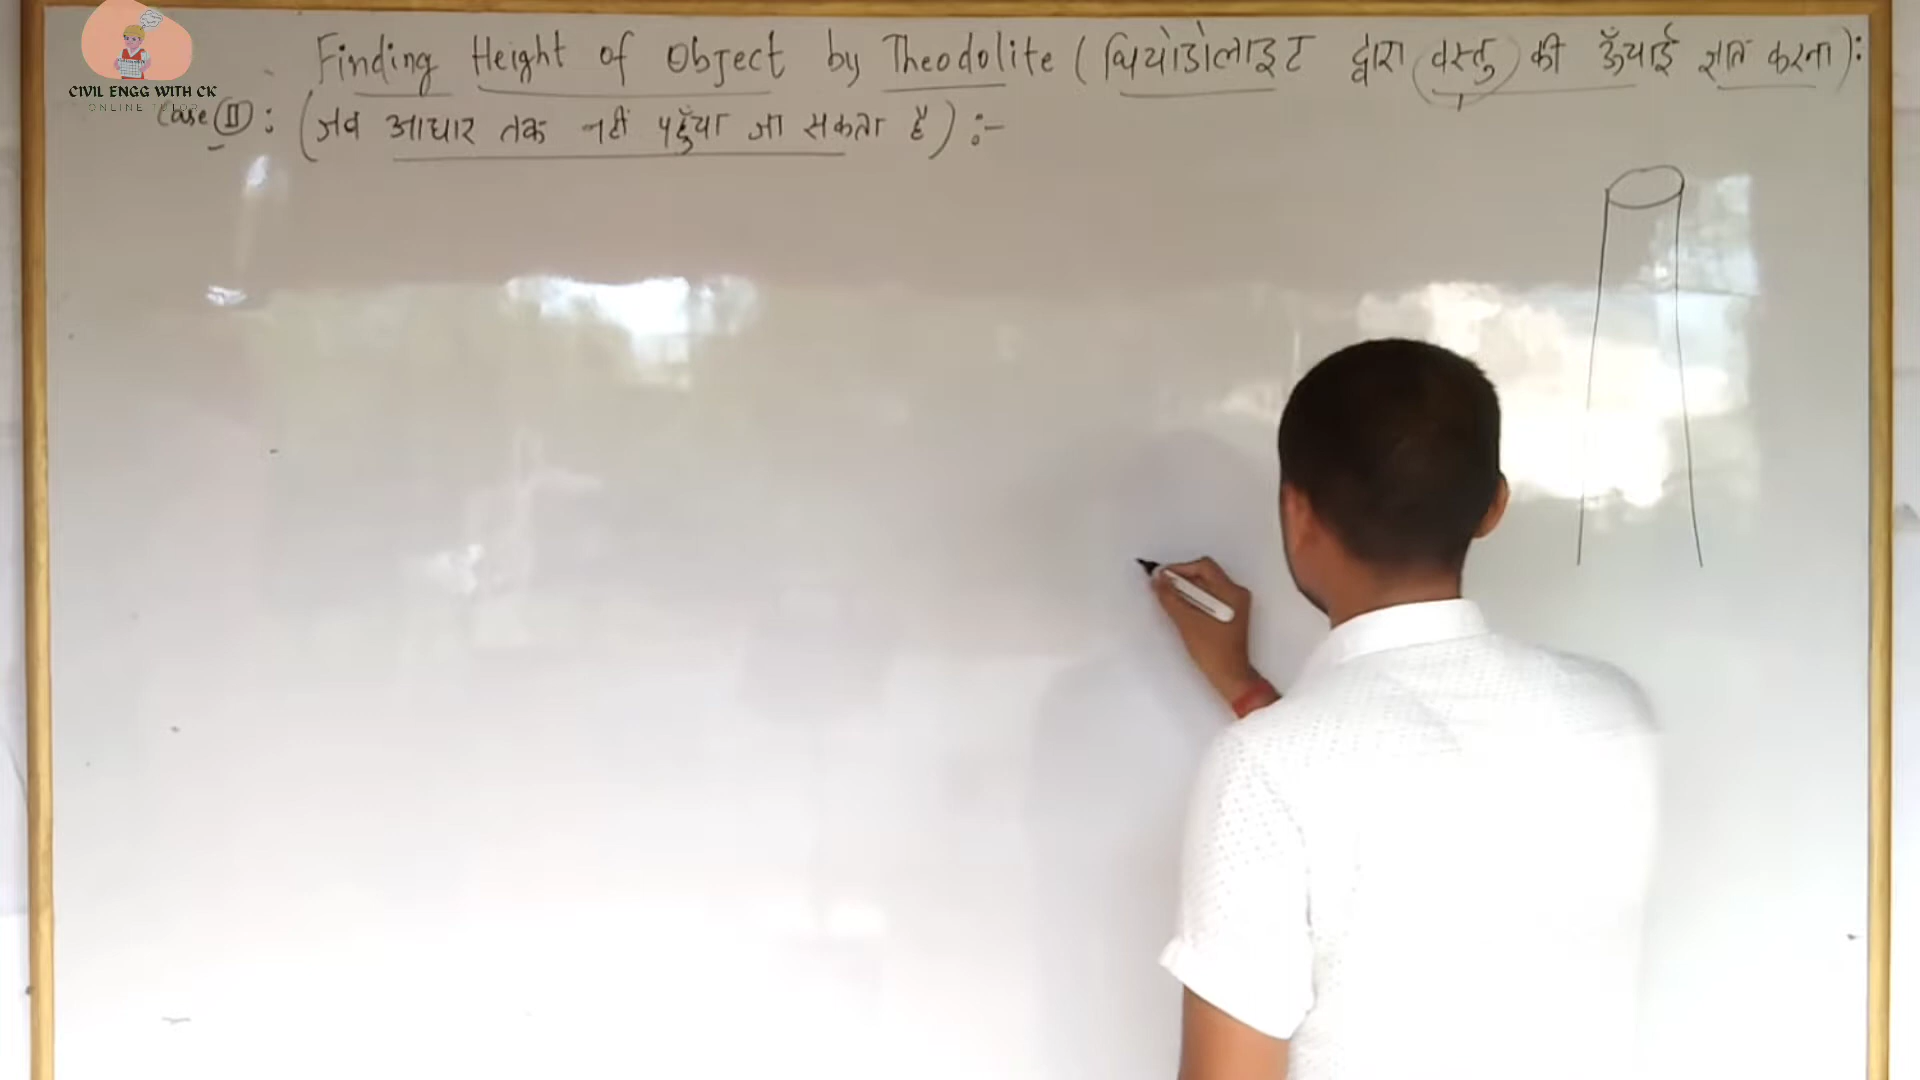 CIVIL ENGG WITH CK
ONLINE TUTOR
Finding Height of Object by Theodolite (थियोडोलाइट द्वारा वस्तु की ऊँचाई ज्ञात करना):
Case II: (जब आधार तक नहीं पहुँचा जा सकता है) :-